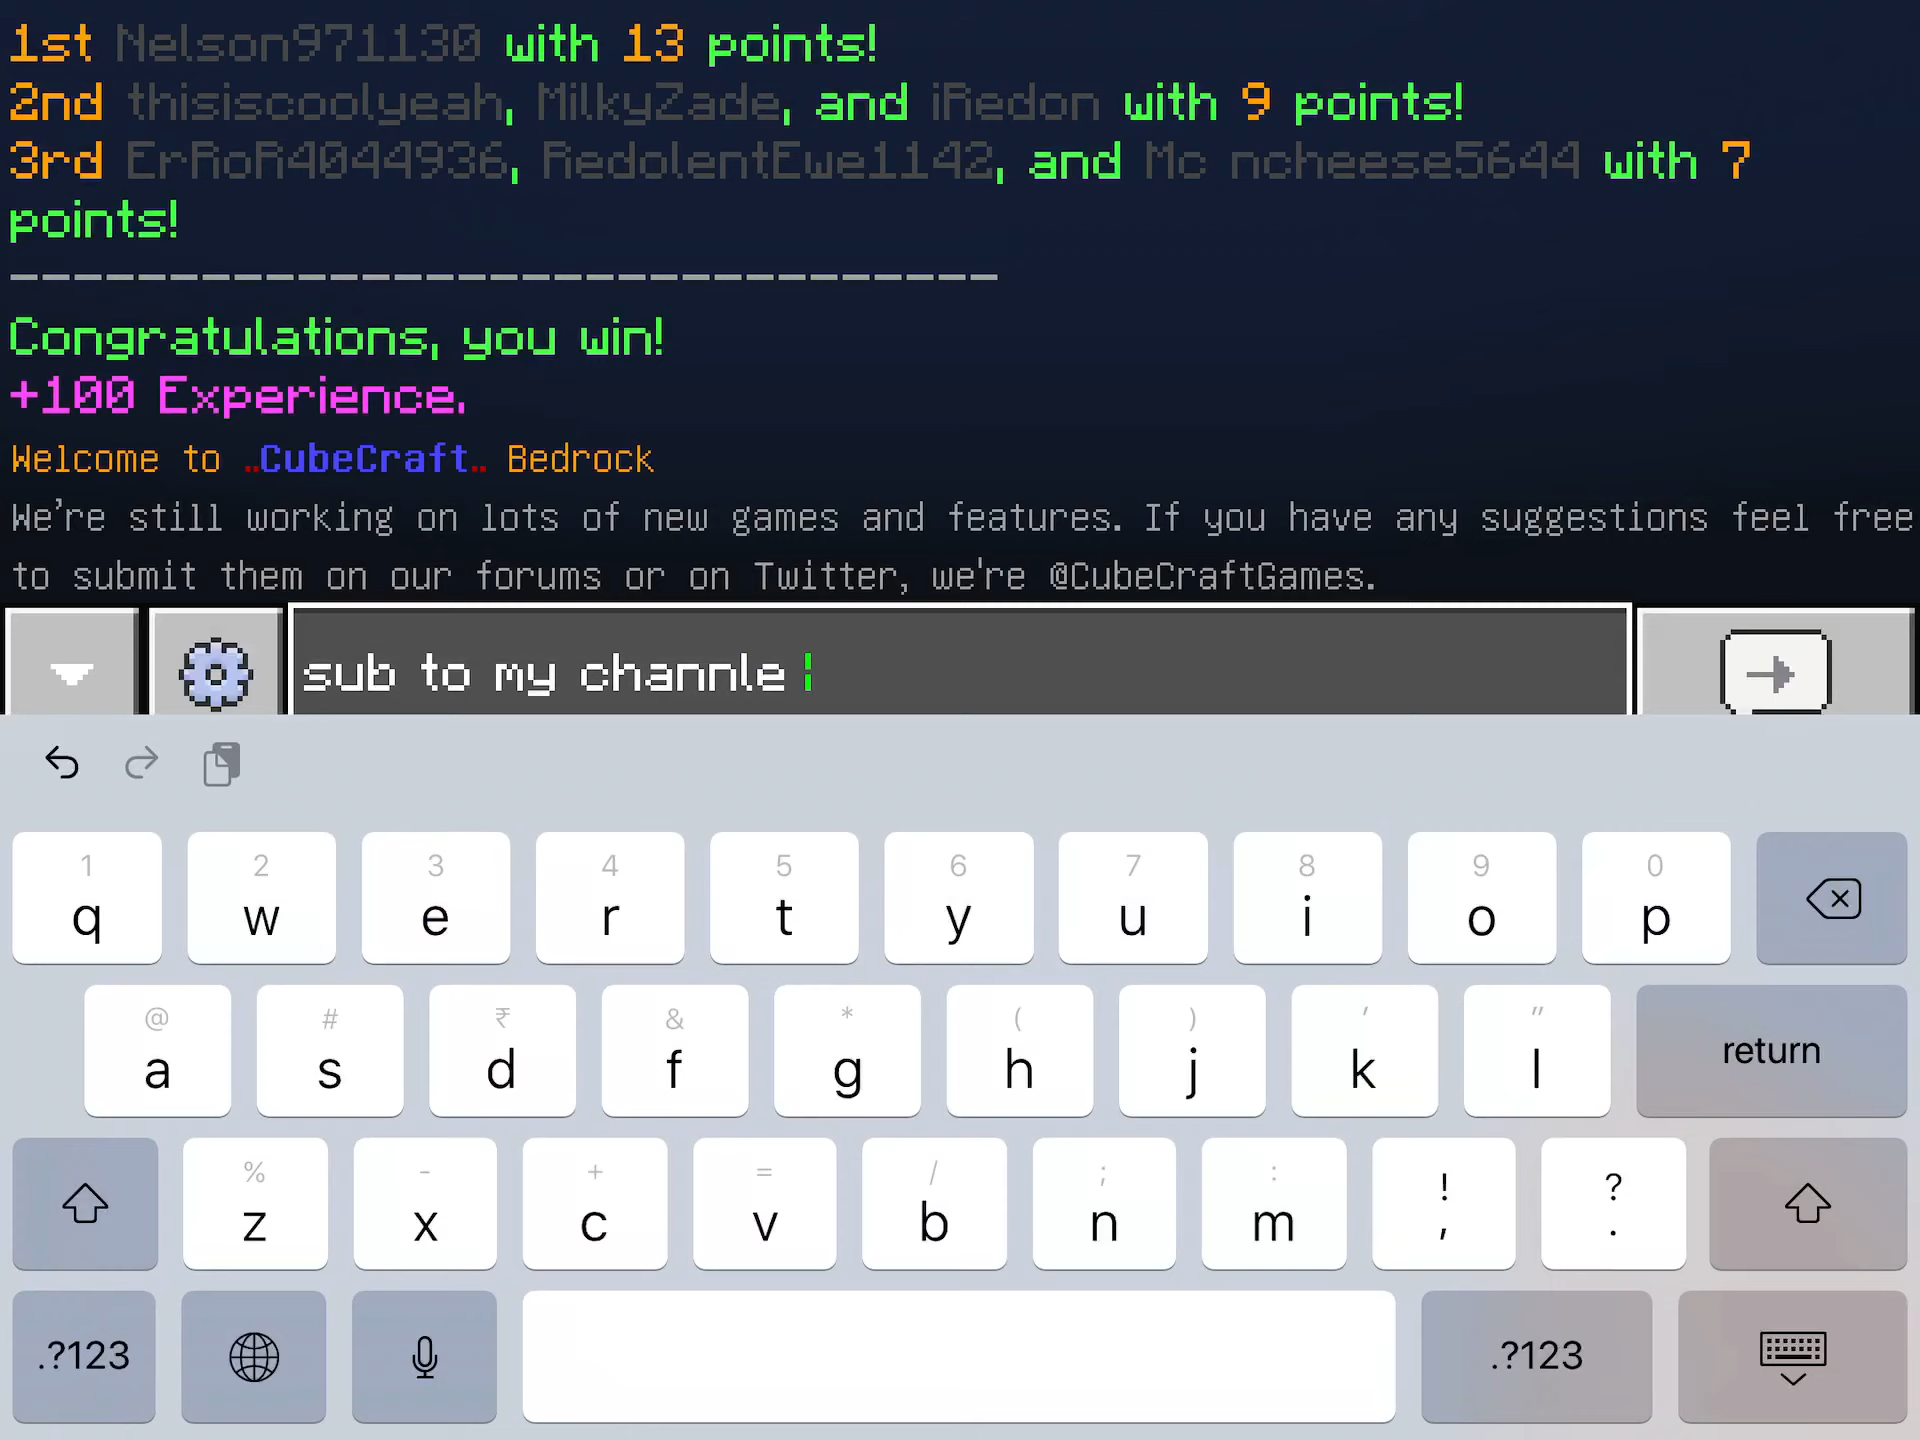 1st Nelson971130 with 13 points!
2nd thisiscoolyeah, MilkyZade, and iRedon with 9 points!
3rd ErRoR4044936, RedolentEwe1142, and Mc ncheese5644 with 7
points!
Congratulations, you win!
+100 Experience.
Welcome to CubeCraft Bedrock
We're still working on lots of new games and features. If you have any suggestions feel free
to submit them on our forums or on Twitter, we're @CubeCraftGames.
sub to my channle
1 2 3 4 5 6 7 8 9 0
q w e r t y u i o p
@ # ₹ & * ( ) ' "
a s d f g h j k l return
% - + = / ; : ! ?
z x c v b n m , .
.?123 .?123